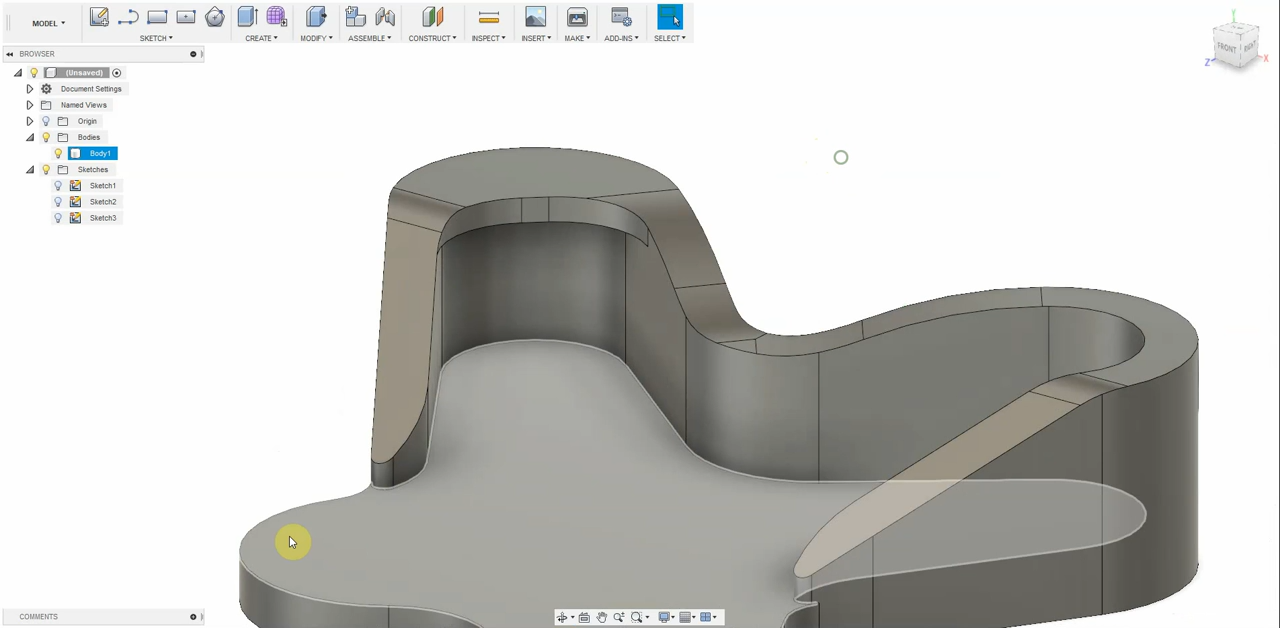 MODEL
SKETCH
CREATE
MODIFY
ASSEMBLE
CONSTRUCT
INSPECT
INSERT
MAKE
ADD-INS
SELECT
BROWSER
(Unsaved)
Document Settings
Named Views
Origin
Bodies
Body1
Sketches
Sketch1
Sketch2
Sketch3
Y
FRONT
RIGHT
Z
X
COMMENTS